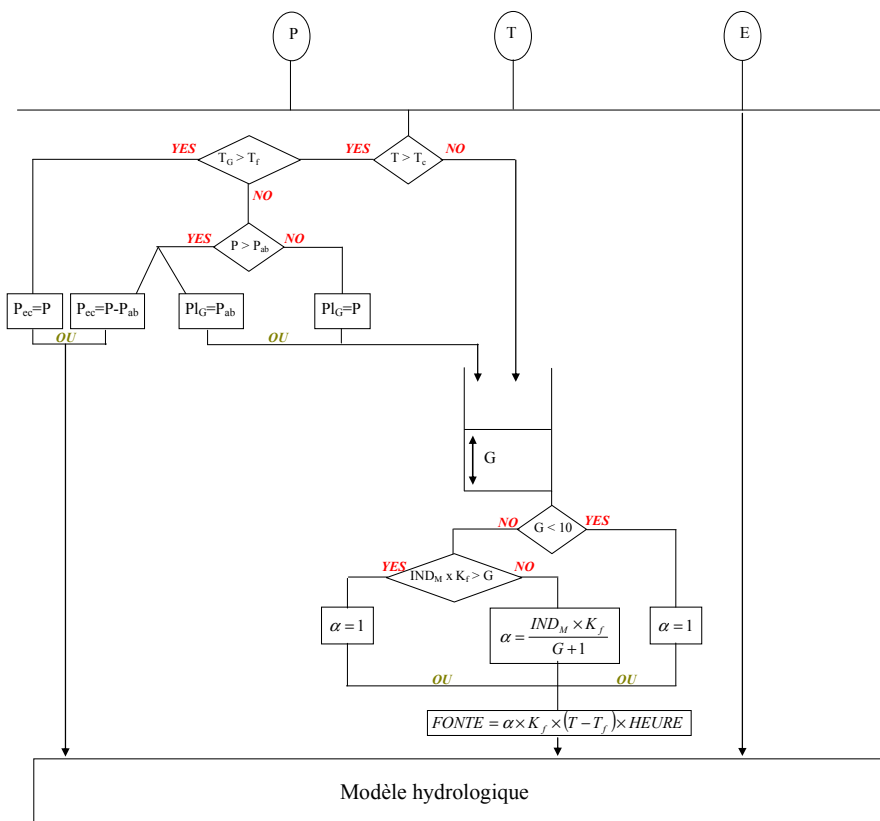 P
T
E
YES
T_G > T_f
YES
T > T_c
NO
NO
YES
P > P_ab
NO
P_ec=P
P_ec=P-P_ab
Pl_G=P_ab
Pl_G=P
OU
OU
G
NO
G < 10
YES
YES
IND_M x K_f > G
NO
α = 1
α = \frac{IND_M × K_f}{G + 1}
α = 1
OU
OU
FONTE = α × K_f × (T − T_f) × HEURE
Modèle hydrologique